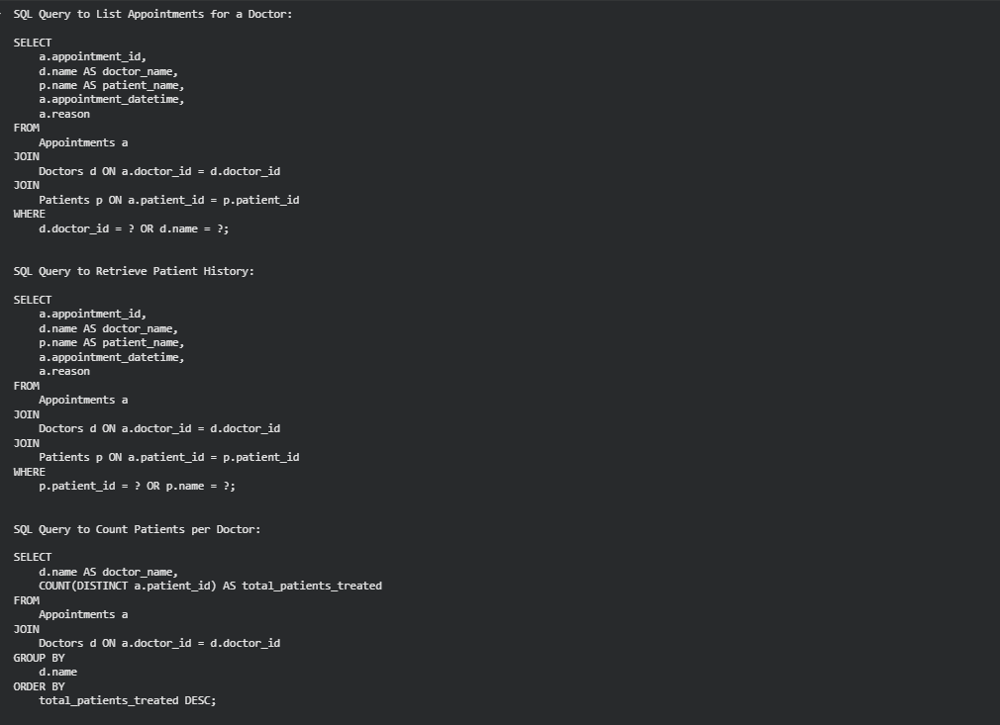 SQL Query to List Appointments for a Doctor:
SELECT
a.appointment_id,
d.name AS doctor_name,
p.name AS patient_name,
a.appointment_datetime,
a.reason
FROM
Appointments a
JOIN
Doctors d ON a.doctor_id = d.doctor_id
JOIN
Patients p ON a.patient_id = p.patient_id
WHERE
d.doctor_id = ? OR d.name = ?;
SQL Query to Retrieve Patient History:
SELECT
a.appointment_id,
d.name AS doctor_name,
p.name AS patient_name,
a.appointment_datetime,
a.reason
FROM
Appointments a
JOIN
Doctors d ON a.doctor_id = d.doctor_id
JOIN
Patients p ON a.patient_id = p.patient_id
WHERE
p.patient_id = ? OR p.name = ?;
SQL Query to Count Patients per Doctor:
SELECT
d.name AS doctor_name,
COUNT(DISTINCT a.patient_id) AS total_patients_treated
FROM
Appointments a
JOIN
Doctors d ON a.doctor_id = d.doctor_id
GROUP BY
d.name
ORDER BY
total_patients_treated DESC;